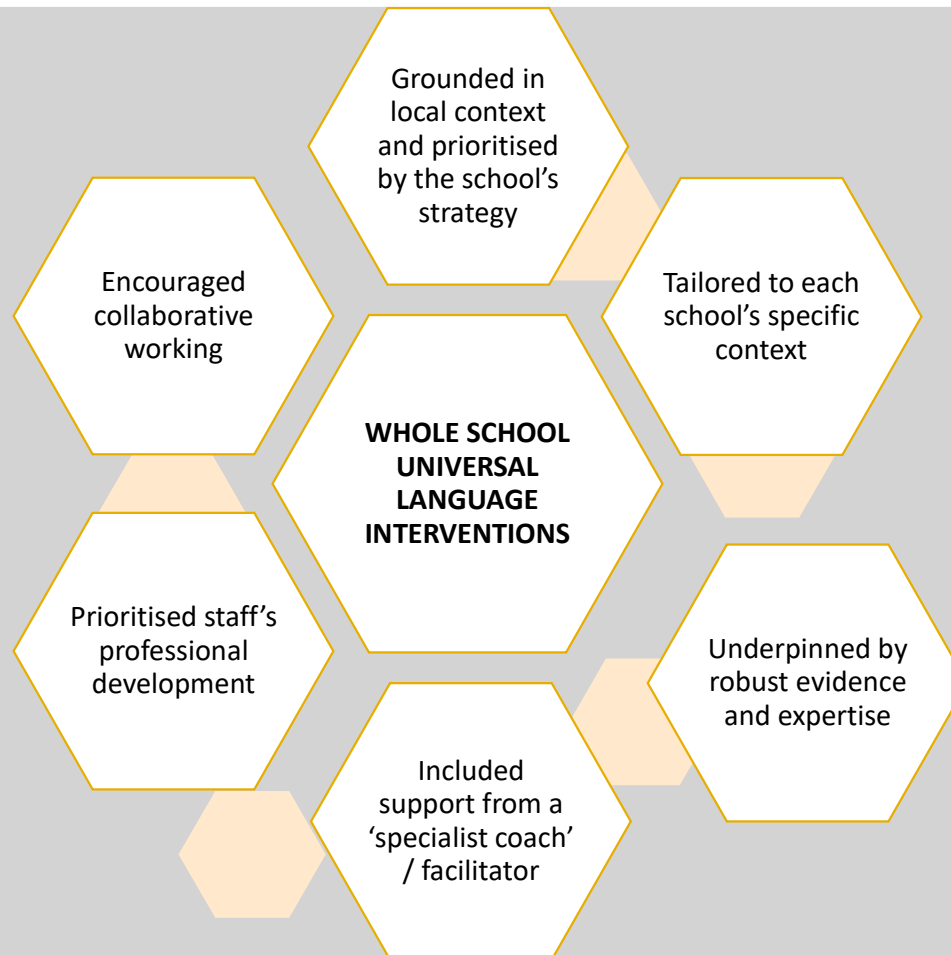 Grounded in
local context
and prioritised
by the school’s
strategy
Encouraged
collaborative
working
Tailored to each
school’s specific
context
WHOLE SCHOOL
UNIVERSAL
LANGUAGE
INTERVENTIONS
Prioritised staff’s
professional
development
Underpinned by
robust evidence
and expertise
Included
support from a
‘specialist coach’
/ facilitator